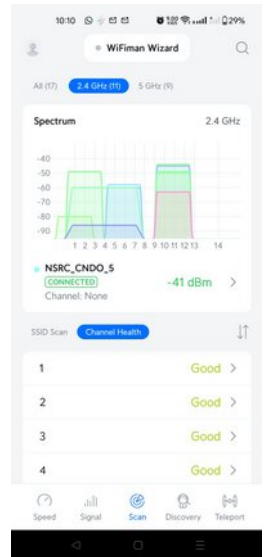 10:10 29%
WiFiman Wizard
All (17) 2.4 GHz (11) 5 GHz (9)
Spectrum 2.4 GHz
-40
-50
-60
-70
-80
-90
1 2 3 4 5 6 7 8 9 10 11 12 13 14
NSRC_CNDO_5
CONNECTED
-41 dBm
Channel: None
SSID Scan Channel Health
1 Good
2 Good
3 Good
4 Good
Speed Signal Scan Discovery Teleport